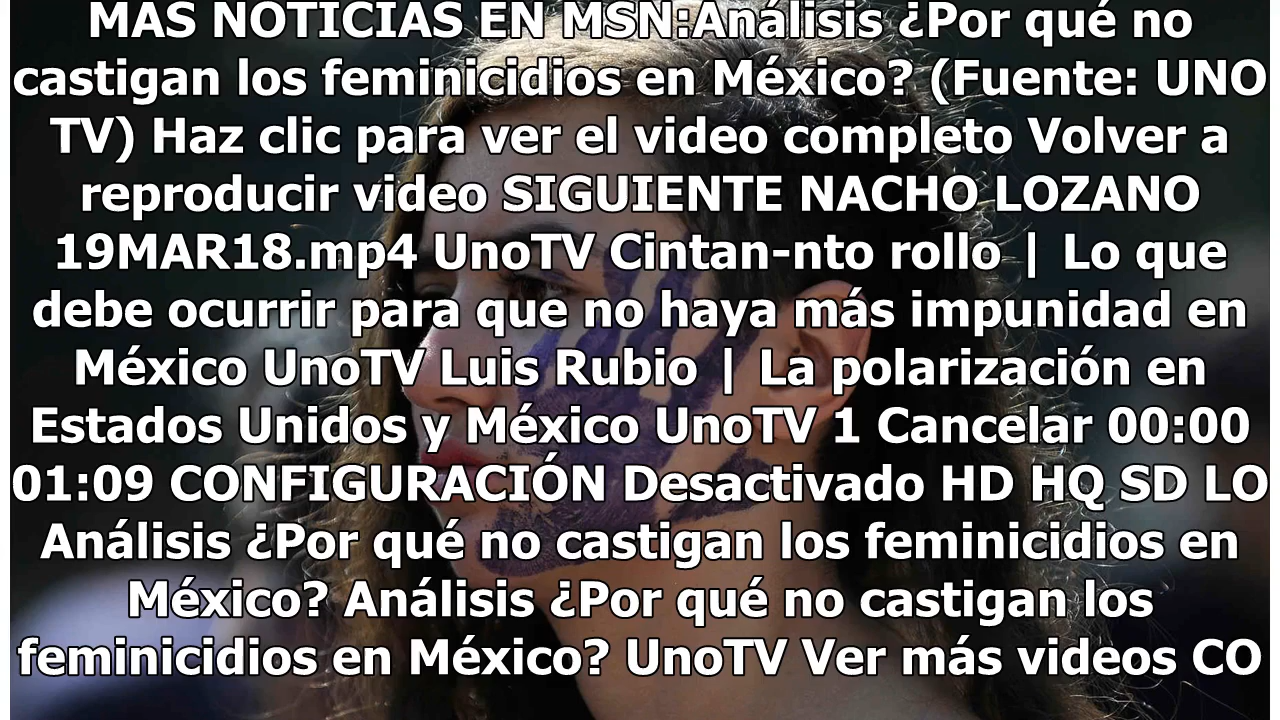 MAS NOTICIAS EN MSN:Análisis ¿Por qué no
castigan los feminicidios en México? (Fuente: UNO
TV) Haz clic para ver el video completo Volver a
reproducir video SIGUIENTE NACHO LOZANO
19MAR18.mp4 UnoTV Cintan-nto rollo | Lo que
debe ocurrir para que no haya más impunidad en
México UnoTV Luis Rubio | La polarización en
Estados Unidos y México UnoTV 1 Cancelar 00:00
01:09 CONFIGURACIÓN Desactivado HD HQ SD LO
Análisis ¿Por qué no castigan los feminicidios en
México? Análisis ¿Por qué no castigan los
feminicidios en México? UnoTV Ver más videos CO